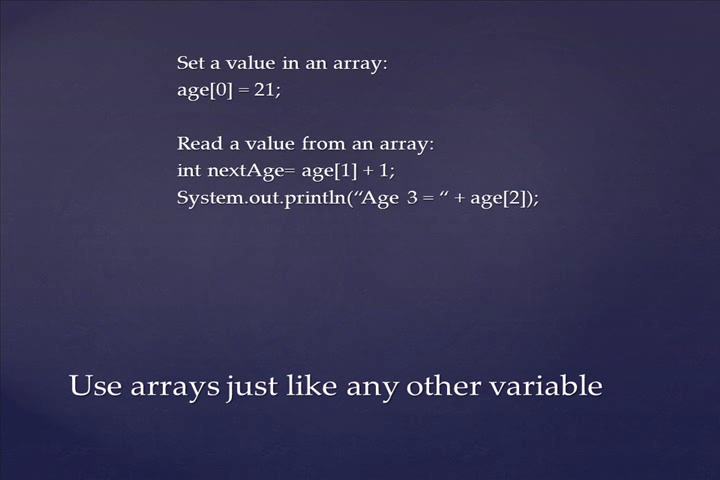 Set a value in an array:
age[0] = 21;
Read a value from an array:
int nextAge= age[1] + 1;
System.out.println(“Age 3 = “ + age[2]);
Use arrays just like any other variable